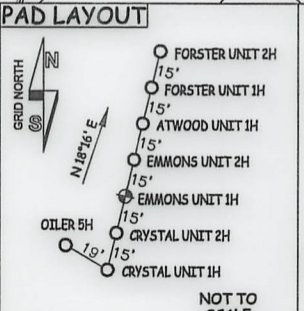 PAD LAYOUT
GRID NORTH
N
S
N 18°16' E
FORSTER UNIT 2H
15'
FORSTER UNIT 1H
15'
ATWOOD UNIT 1H
15'
EMMONS UNIT 2H
15'
EMMONS UNIT 1H
15'
OILER 5H
CRYSTAL UNIT 2H
19'
15'
CRYSTAL UNIT 1H
NOT TO